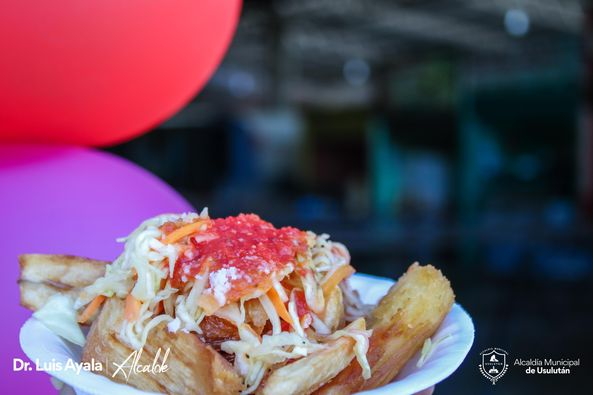 Dr. Luis Ayala | Alcalde
Alcaldía Municipal
de Usulután